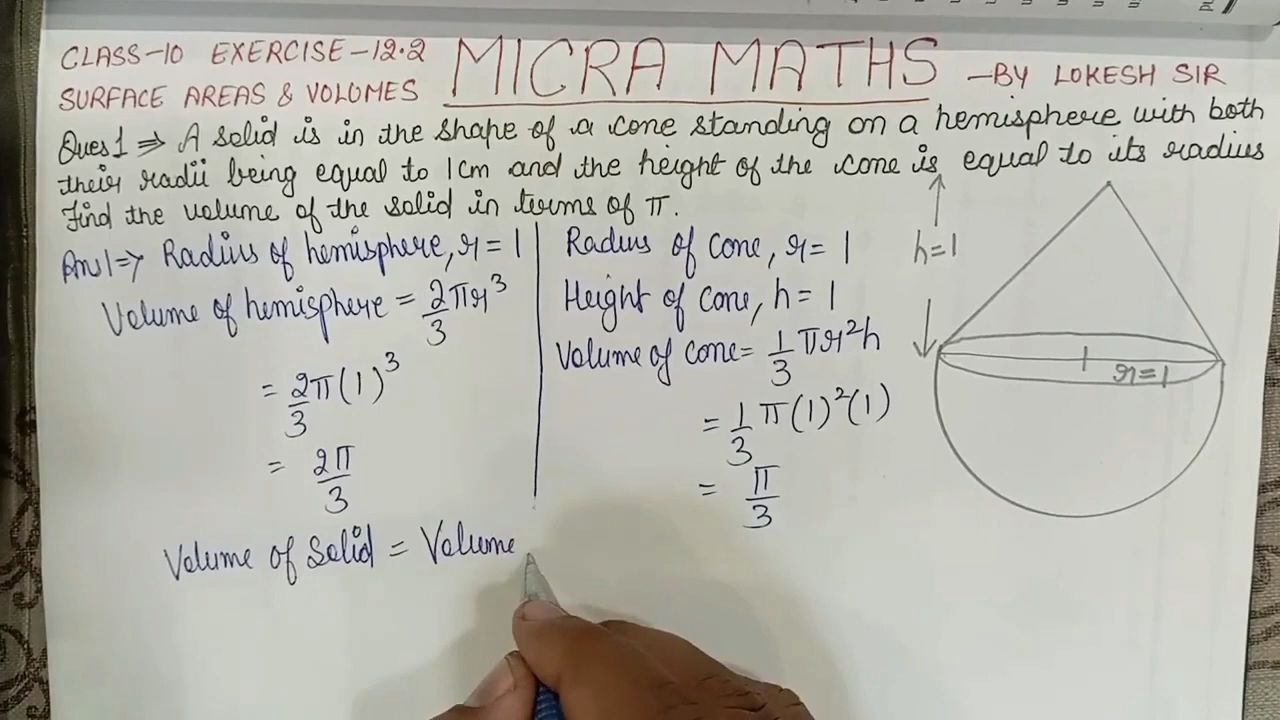 CLASS-10 EXERCISE-12.2
SURFACE AREAS & VOLUMES
MICRA MATHS
-BY LOKESH SIR
Ques 1 ⇒ A solid is in the shape of a cone standing on a hemisphere with both
their radii being equal to 1cm and the height of the cone is equal to its radius
Find the volume of the solid in terms of π.
Ans 1 ⇒ Radius of hemisphere, r = 1
Volume of hemisphere = 2/3 πr³
= 2/3 π(1)³
= 2π/3
Radius of cone, r = 1
Height of cone, h = 1
Volume of cone = 1/3 πr²h
= 1/3 π(1)²(1)
= π/3
h=1
r=1
Volume of solid = Volume